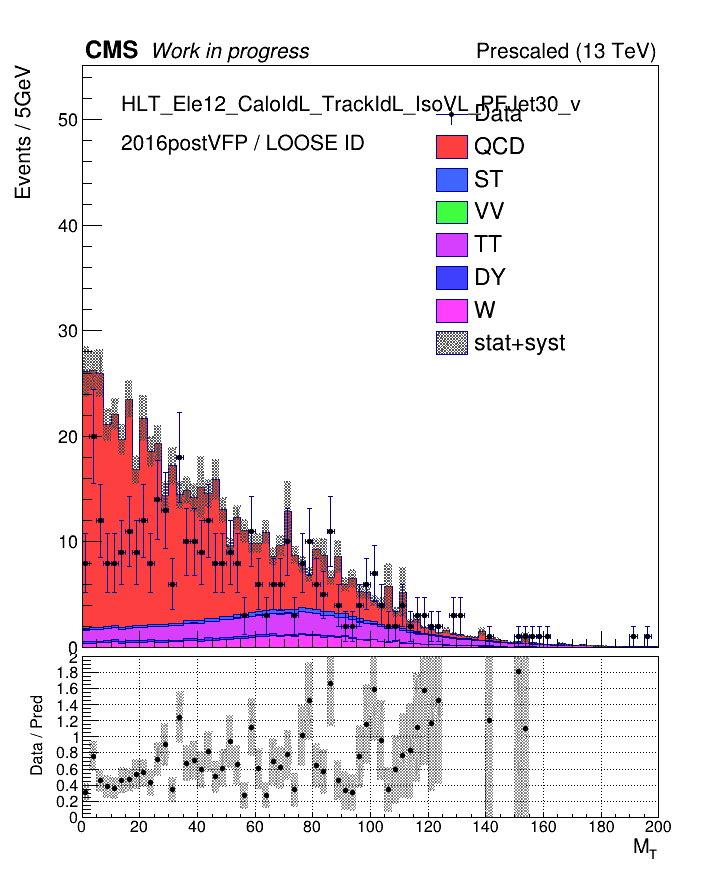 CMS Work in progress Prescaled (13 TeV)
Events / 5GeV
HLT_Ele12_CaloIdL_TrackIdL_IsoVL_PFJet30_v
2016postVFP / LOOSE ID
Data
QCD
ST
VV
TT
DY
W
stat+syst
50
40
30
20
10
0
Data / Pred
2
1.8
1.6
1.4
1.2
1
0.8
0.6
0.4
0.2
0
0 20 40 60 80 100 120 140 160 180 200
M_T